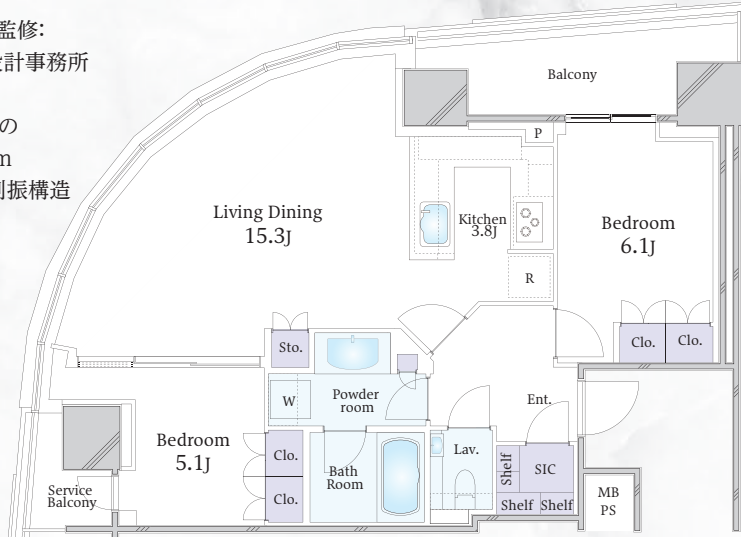 監修:
計事務所
の
m
制振構造
Balcony
P
Living Dining
15.3J
Kitchen
3.8J
Bedroom
6.1J
R
Sto.
Clo.
Clo.
W
Powder
room
Ent.
Bedroom
5.1J
Clo.
Clo.
Bath
Room
Lav.
Shelf
SIC
Shelf
Shelf
Service
Balcony
MB
PS